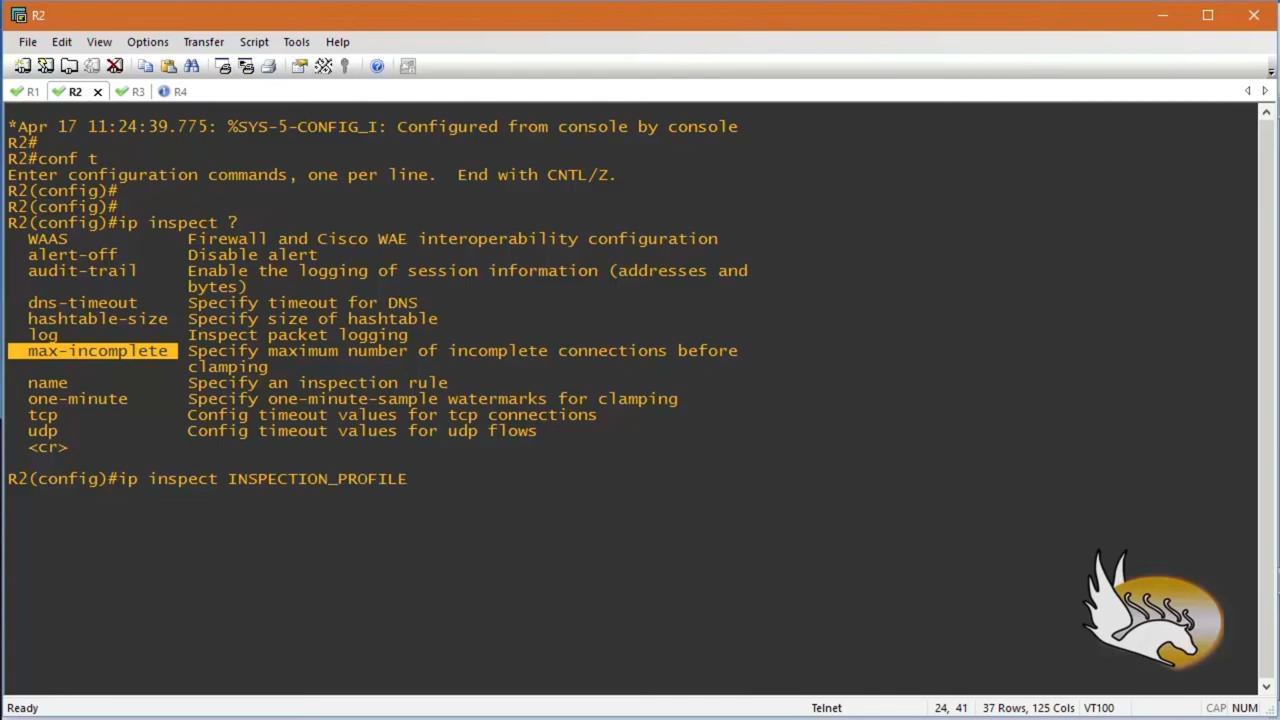 R2
File Edit View Options Transfer Script Tools Help
R1 R2 R3 R4
*Apr 17 11:24:39.775: %SYS-5-CONFIG_I: Configured from console by console
R2#
R2#conf t
Enter configuration commands, one per line.  End with CNTL/Z.
R2(config)#
R2(config)#
R2(config)#ip inspect ?
  WAAS            Firewall and Cisco WAE interoperability configuration
  alert-off       Disable alert
  audit-trail     Enable the logging of session information (addresses and
                  bytes)
  dns-timeout     Specify timeout for DNS
  hashtable-size  Specify size of hashtable
  log             Inspect packet logging
  max-incomplete  Specify maximum number of incomplete connections before
                  clamping
  name            Specify an inspection rule
  one-minute      Specify one-minute-sample watermarks for clamping
  tcp             Config timeout values for tcp connections
  udp             Config timeout values for udp flows
  <cr>
R2(config)#ip inspect INSPECTION_PROFILE
Ready Telnet 24, 41 37 Rows, 125 Cols VT100 CAP NUM